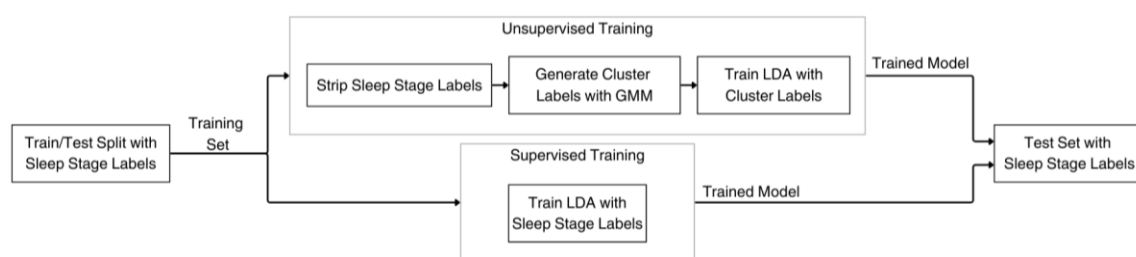 Unsupervised Training
Strip Sleep Stage Labels
Generate Cluster
Labels with GMM
Train LDA with
Cluster Labels
Trained Model
Train/Test Split with
Sleep Stage Labels
Training
Set
Supervised Training
Train LDA with
Sleep Stage Labels
Trained Model
Test Set with
Sleep Stage Labels